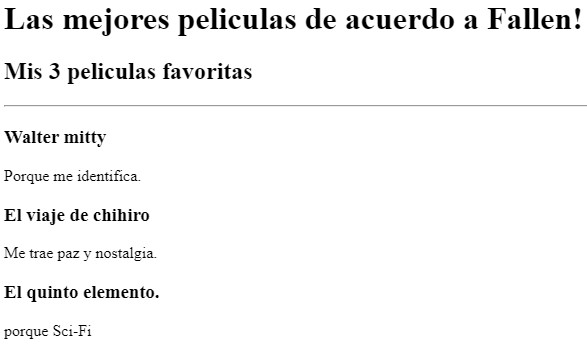 Las mejores peliculas de acuerdo a Fallen!
Mis 3 peliculas favoritas
Walter mitty
Porque me identifica.
El viaje de chihiro
Me trae paz y nostalgia.
El quinto elemento.
porque Sci-Fi